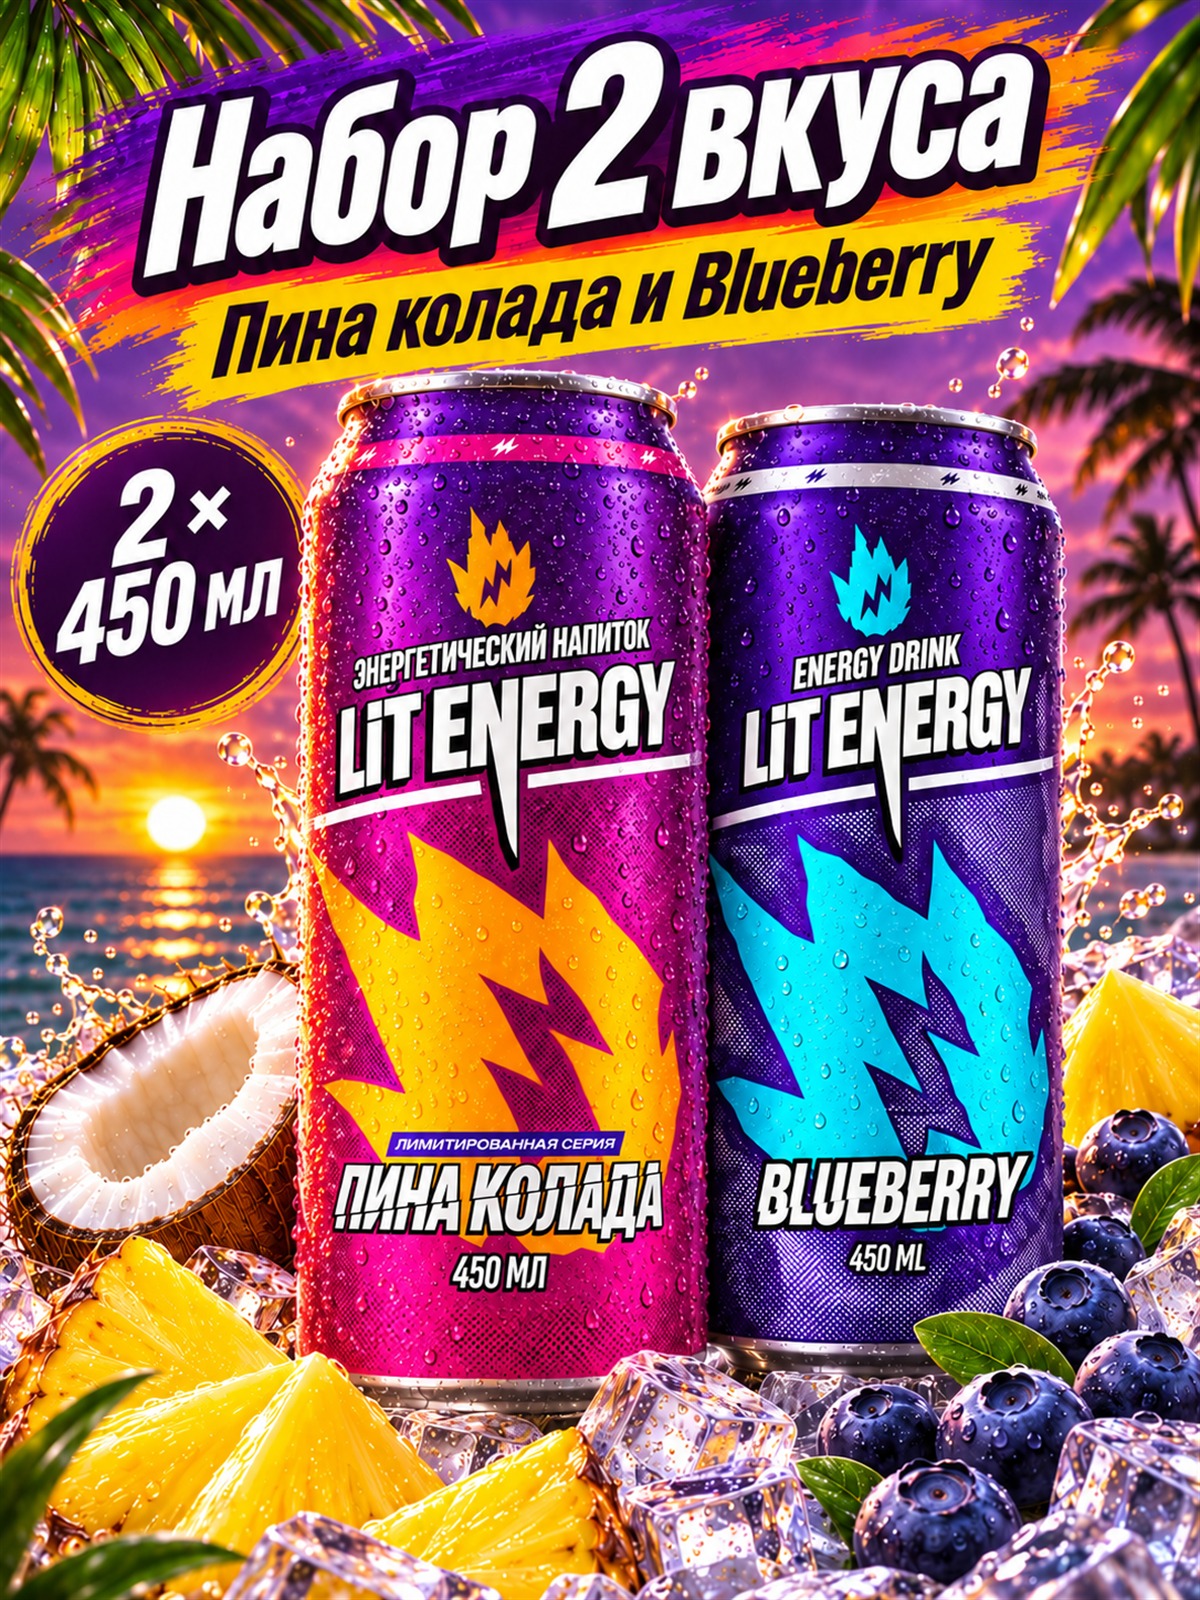 Набор 2 вкуса
Пина колада и Blueberry
2 ×
450 мл
ЭНЕРГЕТИЧЕСКИЙ НАПИТОК
LiT ENERGY
ЛИМИТИРОВАННАЯ СЕРИЯ
ПИНА КОЛАДА
450 МЛ
ENERGY DRINK
LiT ENERGY
BLUEBERRY
450 ML